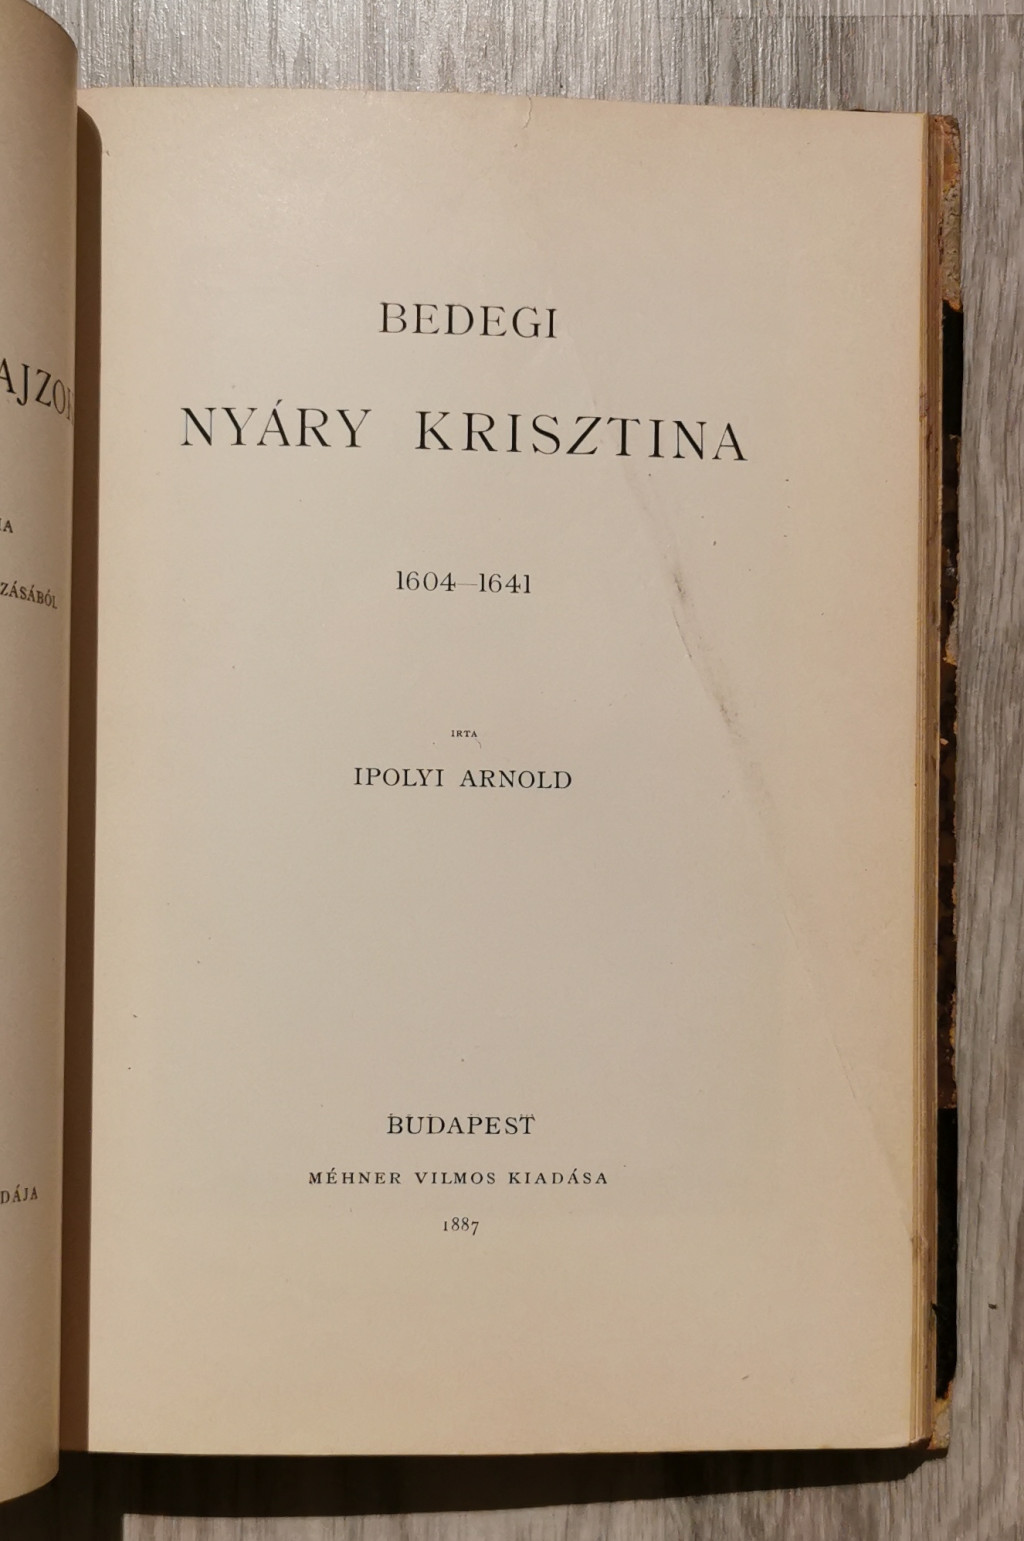 BEDEGI
NYÁRY KRISZTINA
1604—1641
IRTA
IPOLYI ARNOLD
BUDAPEST
MÉHNER VILMOS KIADÁSA
1887